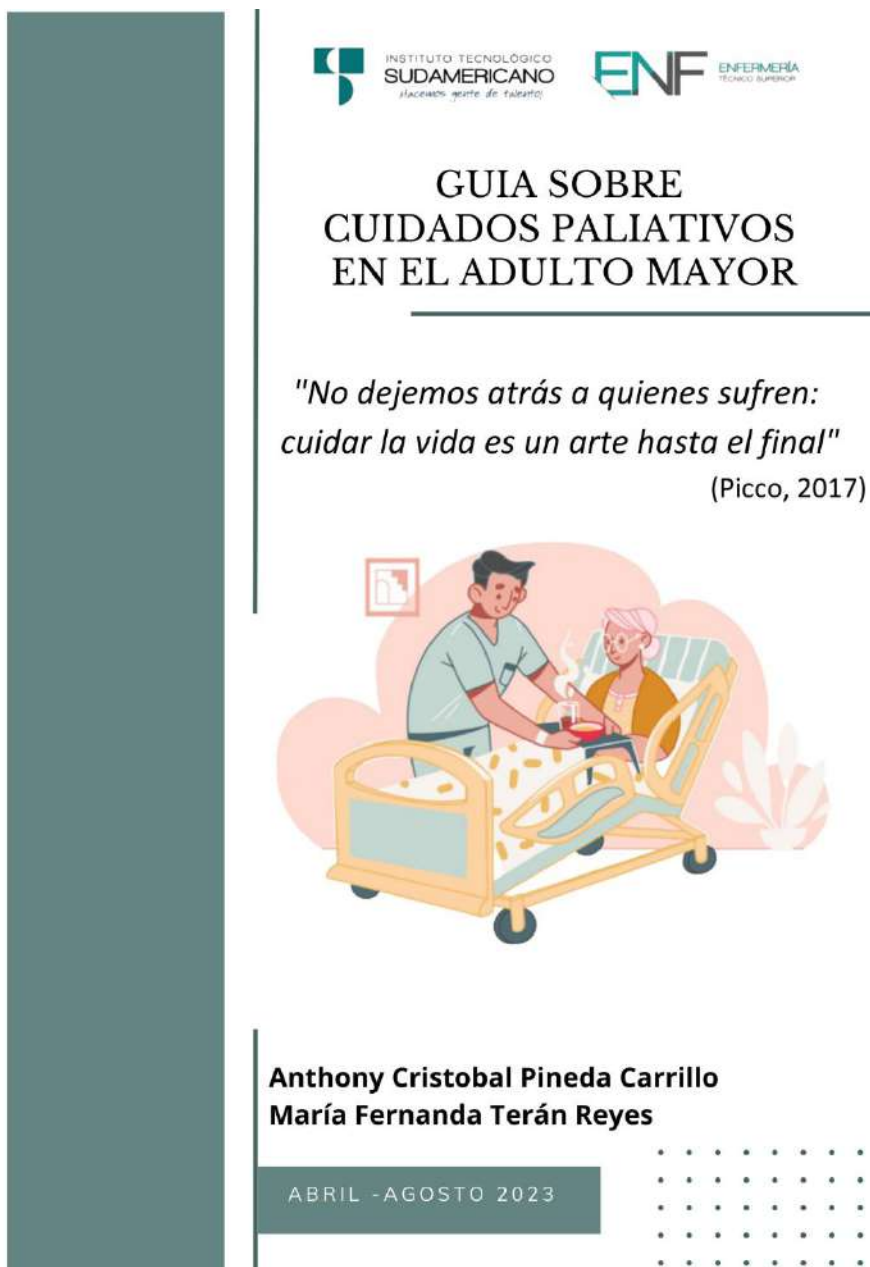 INSTITUTO TECNOLÓGICO
SUDAMERICANO
¡Hacemos gente de talento!
ENF
ENFERMERÍA
TÉCNICO SUPERIOR
GUIA SOBRE
CUIDADOS PALIATIVOS
EN EL ADULTO MAYOR
"No dejemos atrás a quienes sufren:
cuidar la vida es un arte hasta el final"
(Picco, 2017)
Anthony Cristobal Pineda Carrillo
María Fernanda Terán Reyes
ABRIL -AGOSTO 2023